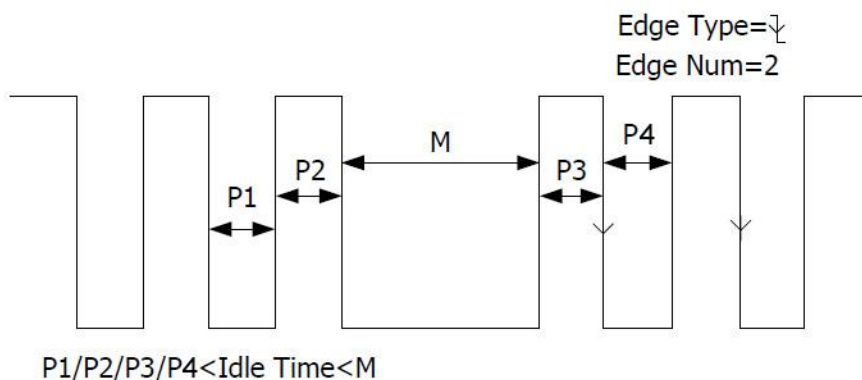 Edge Type=
Edge Num=2
M
P4
P2
P3
P1
P1/P2/P3/P4<Idle Time<M